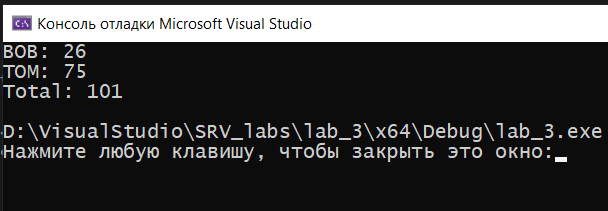 Консоль отладки Microsoft Visual Studio
BOB: 26
TOM: 75
Total: 101
D:\VisualStudio\SRV_labs\lab_3\x64\Debug\lab_3.exe
Нажмите любую клавишу, чтобы закрыть это окно: